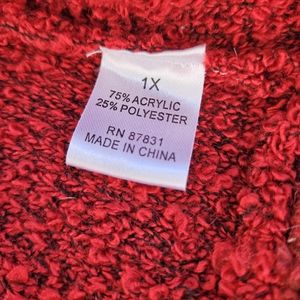 1X
75% ACRYLIC
25% POLYESTER
RN 87831
MADE IN CHINA